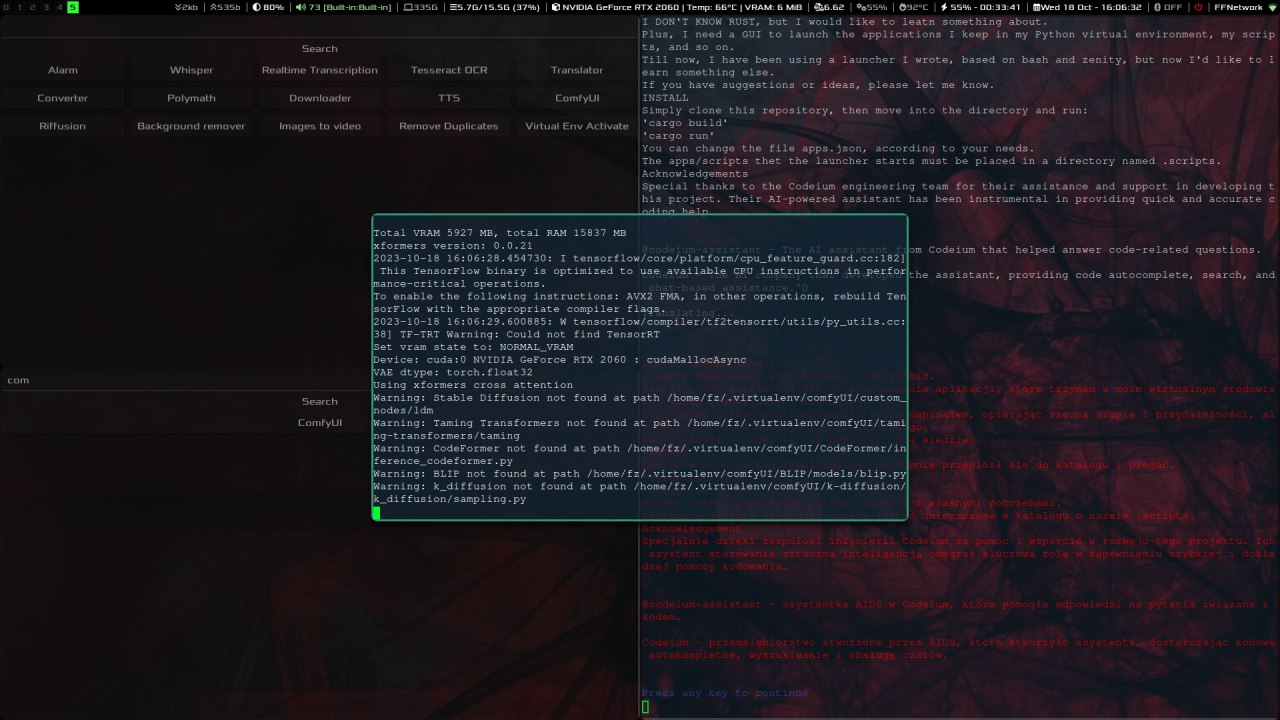 0 1 2 3 4 5
2kb 535b 80% 73 [Built-in:Built-in] 335G 5.7G/15.5G (37%) NVIDIA GeForce RTX 2060 | Temp: 66°C | VRAM: 6 MiB 6.62 55% 92°C 55% - 00:33:41 Wed 18 Oct - 16:06:32 OFF FFNetwork
Search
Alarm Whisper Realtime Transcription Tesseract OCR Translator
Converter Polymath Downloader TTS ComfyUI
Riffusion Background remover Images to video Remove Duplicates Virtual Env Activate
com
Search
ComfyUI
I DON'T KNOW RUST, but I would like to learn something about.
Plus, I need a GUI to launch the applications I keep in my Python virtual environment, my scrip
ts, and so on.
Till now, I have been using a launcher I wrote, based on bash and zenity, but now I'd like to l
earn something else.
If you have suggestions or ideas, please let me know.
INSTALL
Simply clone this repository, then move into the directory and run:
'cargo build'
'cargo run'
You can change the file apps.json, according to your needs.
The apps/scripts thet the launcher starts must be placed in a directory named .scripts.
Acknowledgements
Special thanks to the Codeium engineering team for their assistance and support in developing t
his project. Their AI-powered assistant has been instrumental in providing quick and accurate c
oding help.
@codeium-assistant - The AI assistant from Codeium that helped answer code-related questions.
the assistant, providing code autocomplete, search, and
chat-based assistance.^D
Translating...
Total VRAM 5927 MB, total RAM 15837 MB
xformers version: 0.0.21
2023-10-18 16:06:28.454730: I tensorflow/core/platform/cpu_feature_guard.cc:182]
This TensorFlow binary is optimized to use available CPU instructions in perfor
mance-critical operations.
To enable the following instructions: AVX2 FMA, in other operations, rebuild Ten
sorFlow with the appropriate compiler flags.
2023-10-18 16:06:29.600885: W tensorflow/compiler/tf2tensorrt/utils/py_utils.cc:
38] TF-TRT Warning: Could not find TensorRT
Set vram state to: NORMAL_VRAM
Device: cuda:0 NVIDIA GeForce RTX 2060 : cudaMallocAsync
VAE dtype: torch.float32
Using xformers cross attention
Warning: Stable Diffusion not found at path /home/fz/.virtualenv/comfyUI/custom_
nodes/ldm
Warning: Taming Transformers not found at path /home/fz/.virtualenv/comfyUI/tami
ng-transformers/taming
Warning: CodeFormer not found at path /home/fz/.virtualenv/comfyUI/CodeFormer/in
ference_codeformer.py
Warning: BLIP not found at path /home/fz/.virtualenv/comfyUI/BLIP/models/blip.py
Warning: k_diffusion not found at path /home/fz/.virtualenv/comfyUI/k-diffusion/
k_diffusion/sampling.py
aplikacji, które trzymam w moim wirtualnym środowis
napisałem, opierając się na
wiedzieć.
przeniósł się do katalogu i biegać.
z własnymi potrzebami.
umieszczone w katalogu o nazwie .scripts.
Acknowledgement
Specjalnie dzięki zespołowi inżynierii Codeium za pomoc i wsparcie w rozwoju tego projektu. Ich
asystent sterowania sztuczną inteligencją odegrał kluczową rolę w zapewnieniu szybkiej i dokła
dnej pomocy kodowania.
@codeium-assistant - asystentka AIDS w Codeium, która pomogła odpowiedzi na pytania związane z
kodem.
Codeium - przedsiębiorstwo stworzone przez AIDS, które stworzyło asystenta, dostarczając kodowe
autokompletne, wyszukiwanie i obsługę czatów.
Press any key to continue